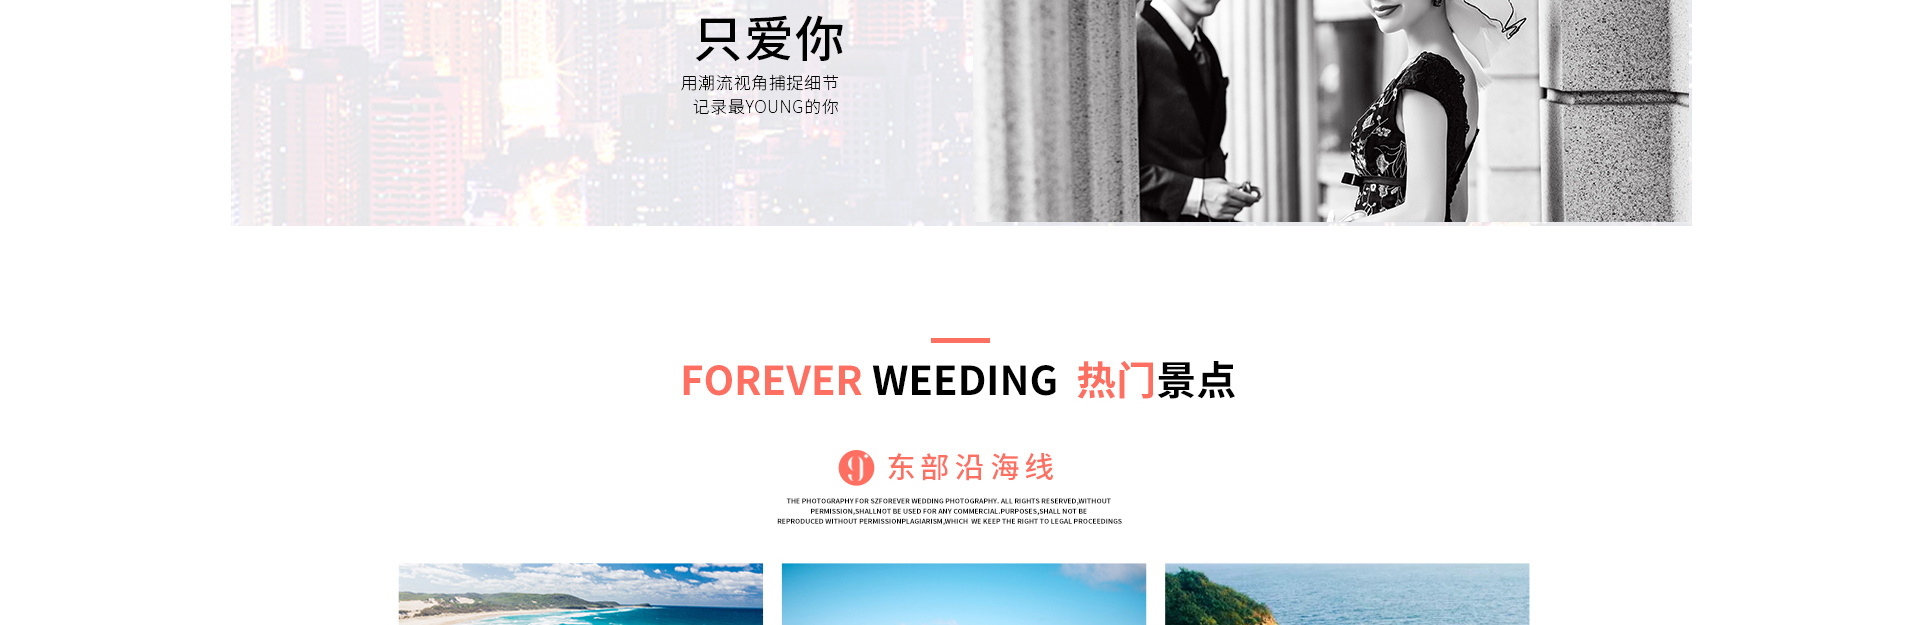 只爱你
用潮流视角捕捉细节
记录最YOUNG的你
FOREVER WEEDING 热门景点
9 东部沿海线
THE PHOTOGRAPHY FOR SZFOREVER WEDDING PHOTOGRAPHY. ALL RIGHTS RESERVED,WITHOUT
PERMISSION,SHALLNOT BE USED FOR ANY COMMERCIAL.PURPOSES,SHALL NOT BE
REPRODUCED WITHOUT PERMISSIONPLAGIARISM,WHICH WE KEEP THE RIGHT TO LEGAL PROCEEDINGS